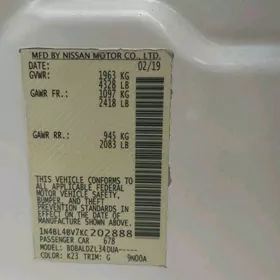 MFD BY NISSAN MOTOR CO., LTD.
DATE: 02/19
GVWR: 1963 KG
4328 LB
GAWR FR.: 1097 KG
2418 LB
GAWR RR.: 945 KG
2083 LB
THIS VEHICLE CONFORMS TO ALL
APPLICABLE FEDERAL MOTOR
VEHICLE SAFETY,
BUMPER, AND THEFT
PREVENTION STANDARDS
IN EFFECT ON THE DATE OF
MANUFACTURE SHOWN ABOVE.
1N4BL4BV7KC202888
PASSENGER CAR 678
MODEL: BDBALDZL34DUA-----
COLOR: K23 TRIM: G 9N00A